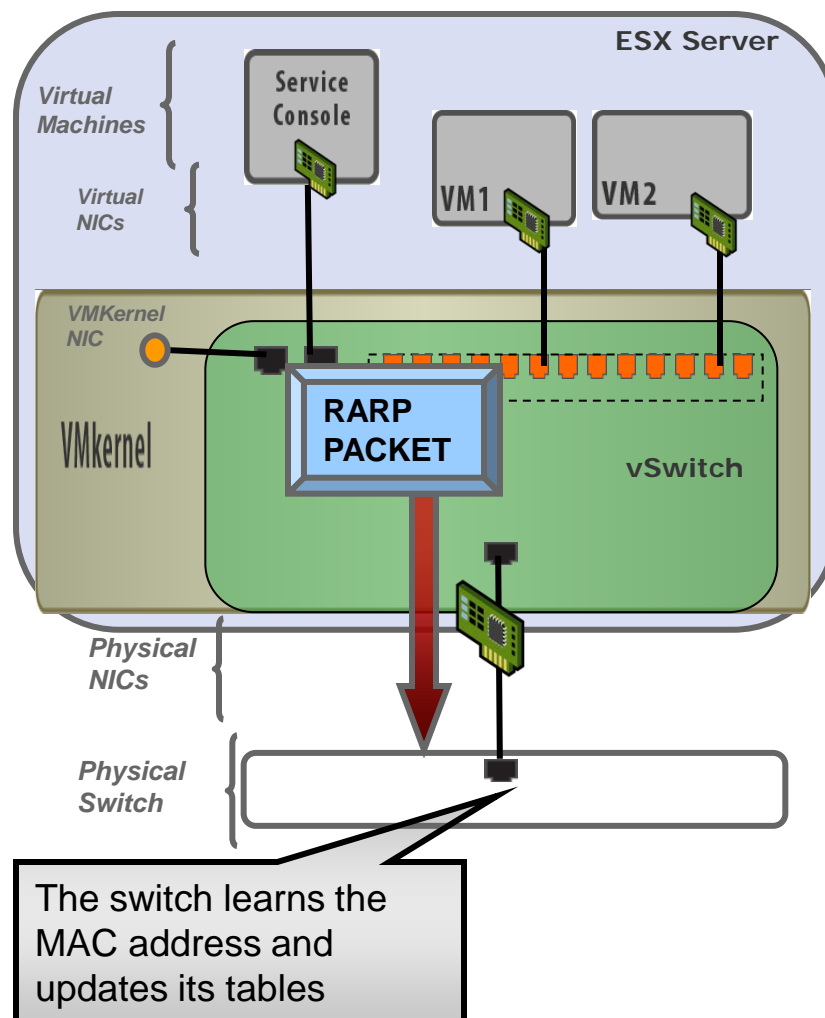 ESX Server
Virtual
Machines
Service
Console
Virtual
NICs
VM1
VM2
VMKernel
NIC
VMkernel
RARP
PACKET
vSwitch
Physical
NICs
Physical
Switch
The switch learns the
MAC address and
updates its tables